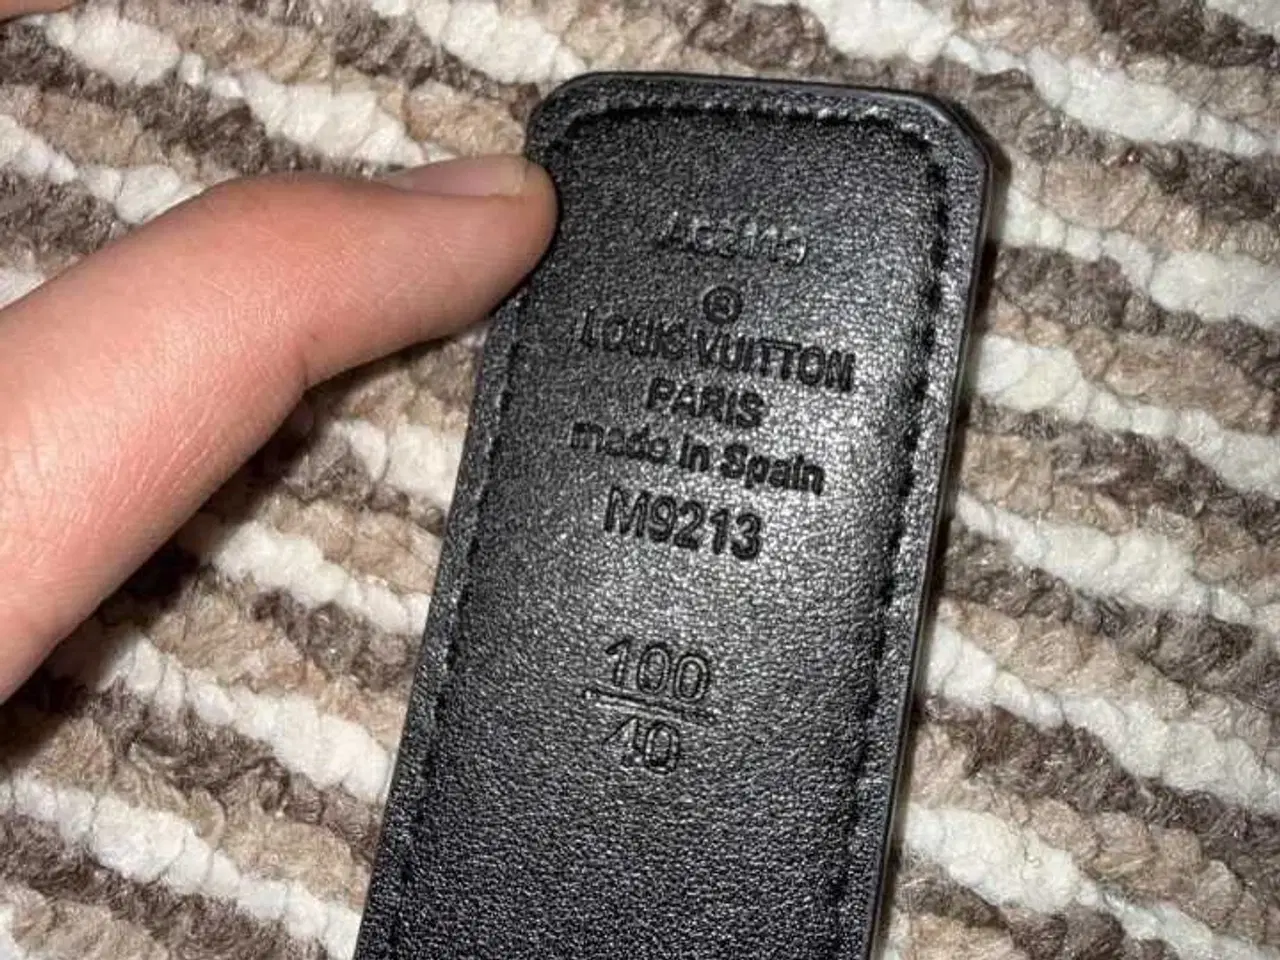 ®
LOUIS VUITTON
PARIS
made in Spain
M9213
100
40